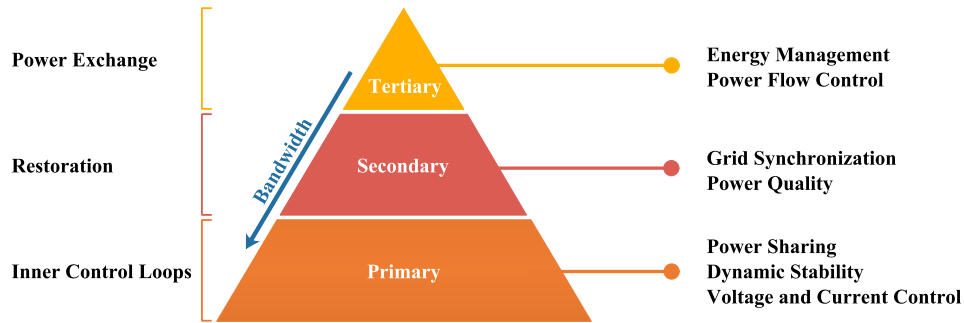 Power Exchange
Tertiary
Energy Management
Power Flow Control
Bandwidth
Restoration
Secondary
Grid Synchronization
Power Quality
Inner Control Loops
Primary
Power Sharing
Dynamic Stability
Voltage and Current Control